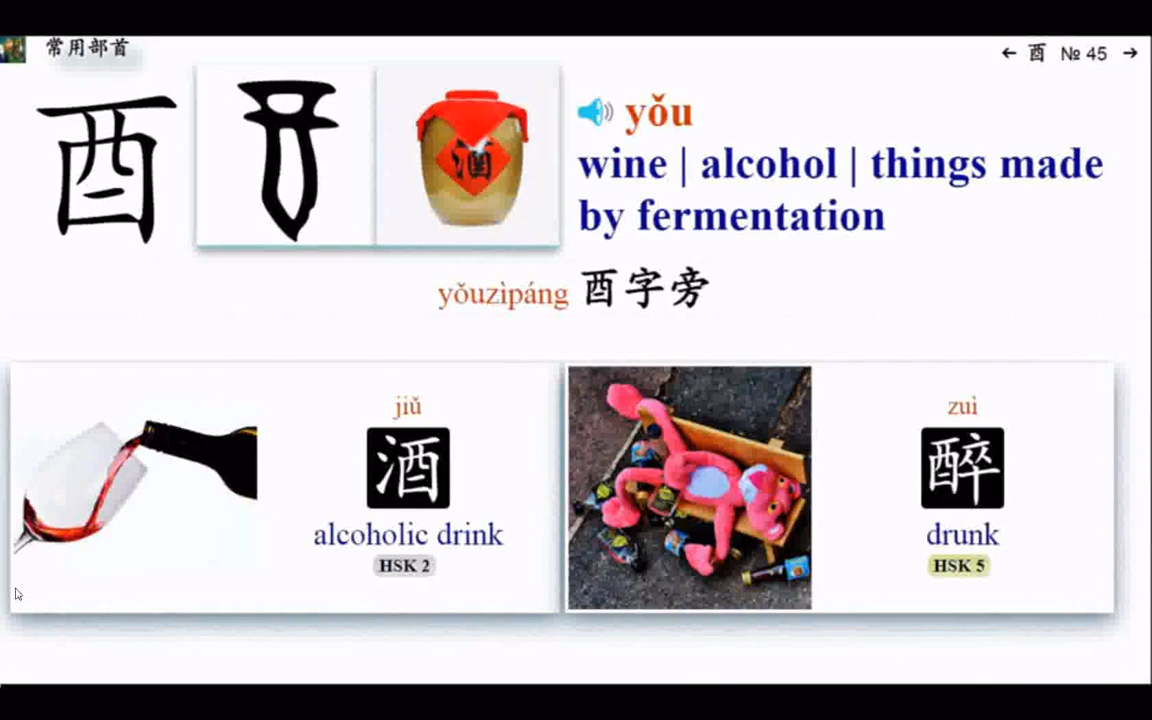 常用部首
← 酉 № 45 →
酉
酒
yǒu
wine | alcohol | things made
by fermentation
yǒuzìpáng 酉字旁
jiǔ
酒
alcoholic drink
HSK 2
zuì
醉
drunk
HSK 5